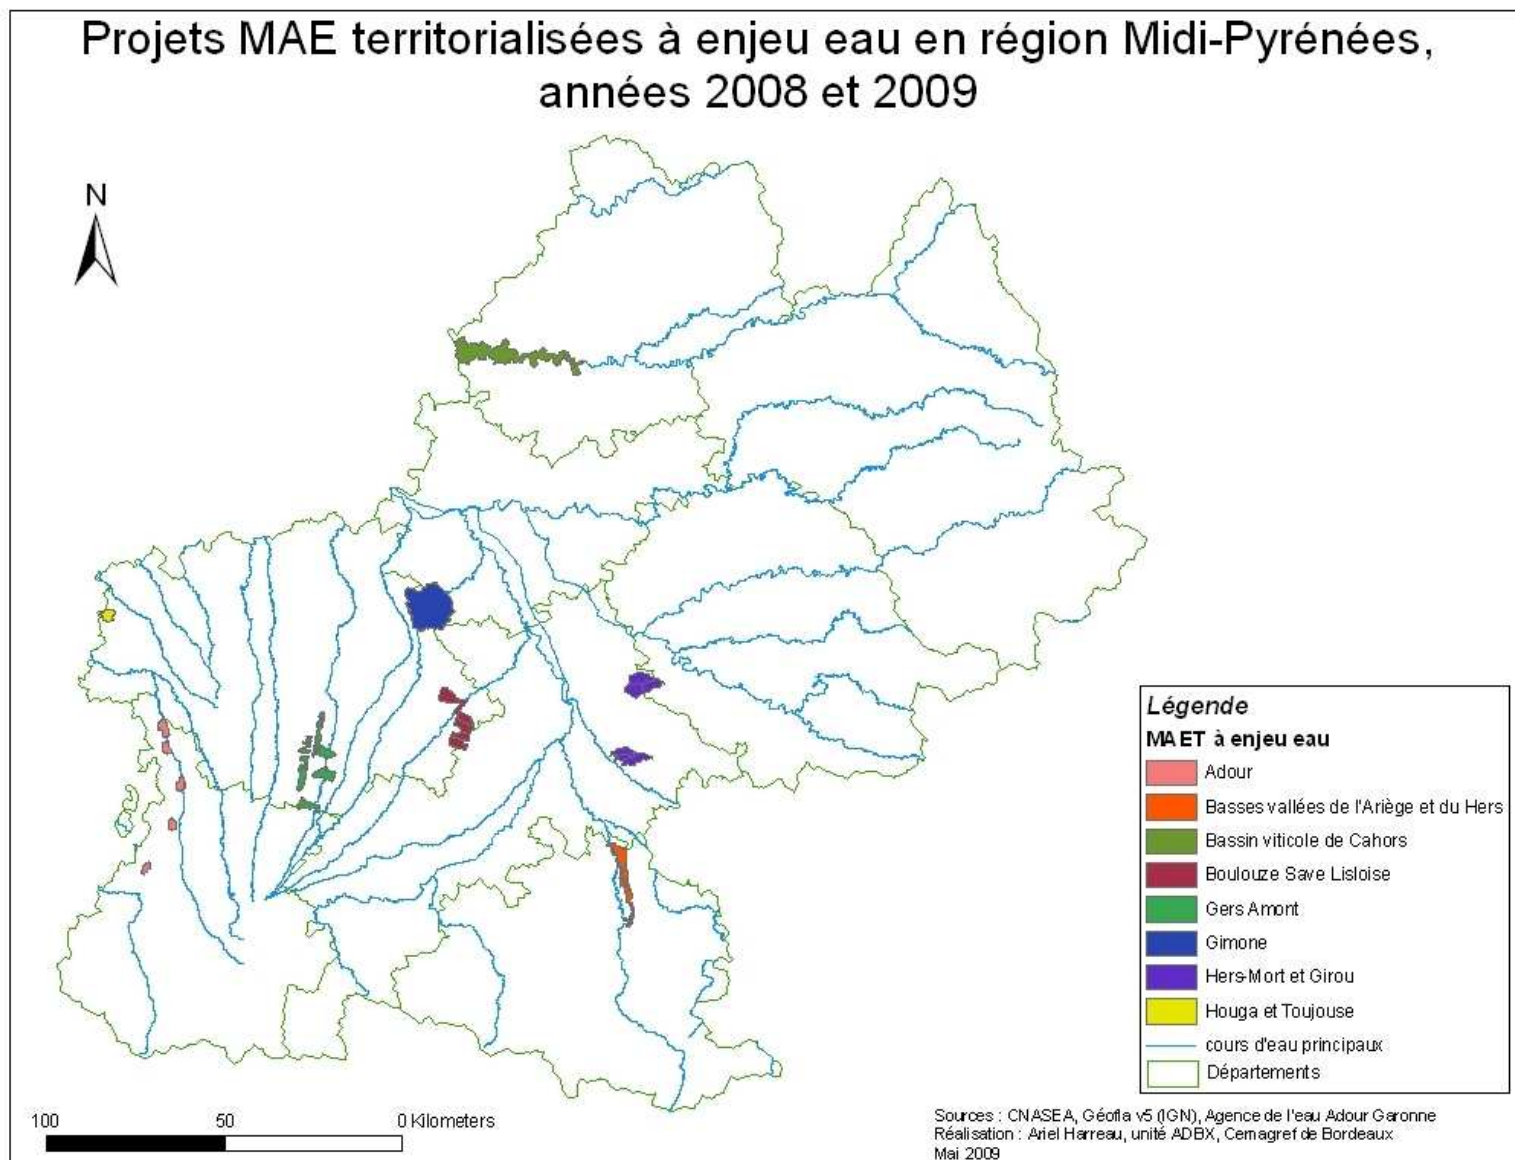 Projets MAE territorialisées à enjeu eau en région Midi-Pyrénées,
années 2008 et 2009
N
Légende
MAET à enjeu eau
Adour
Basses vallées de l'Ariège et du Hers
Bassin viticole de Cahors
Boulouze Save Lisloise
Gers Amont
Gimone
Hers-Mort et Girou
Houga et Toujouse
cours d'eau principaux
Départements
100 50 0 Kilometers
Sources : CNASEA, Géofla v5 (IGN), Agence de l'eau Adour Garonne
Réalisation : Ariel Harreau, unité ADBX, Cemagref de Bordeaux
Mai 2009